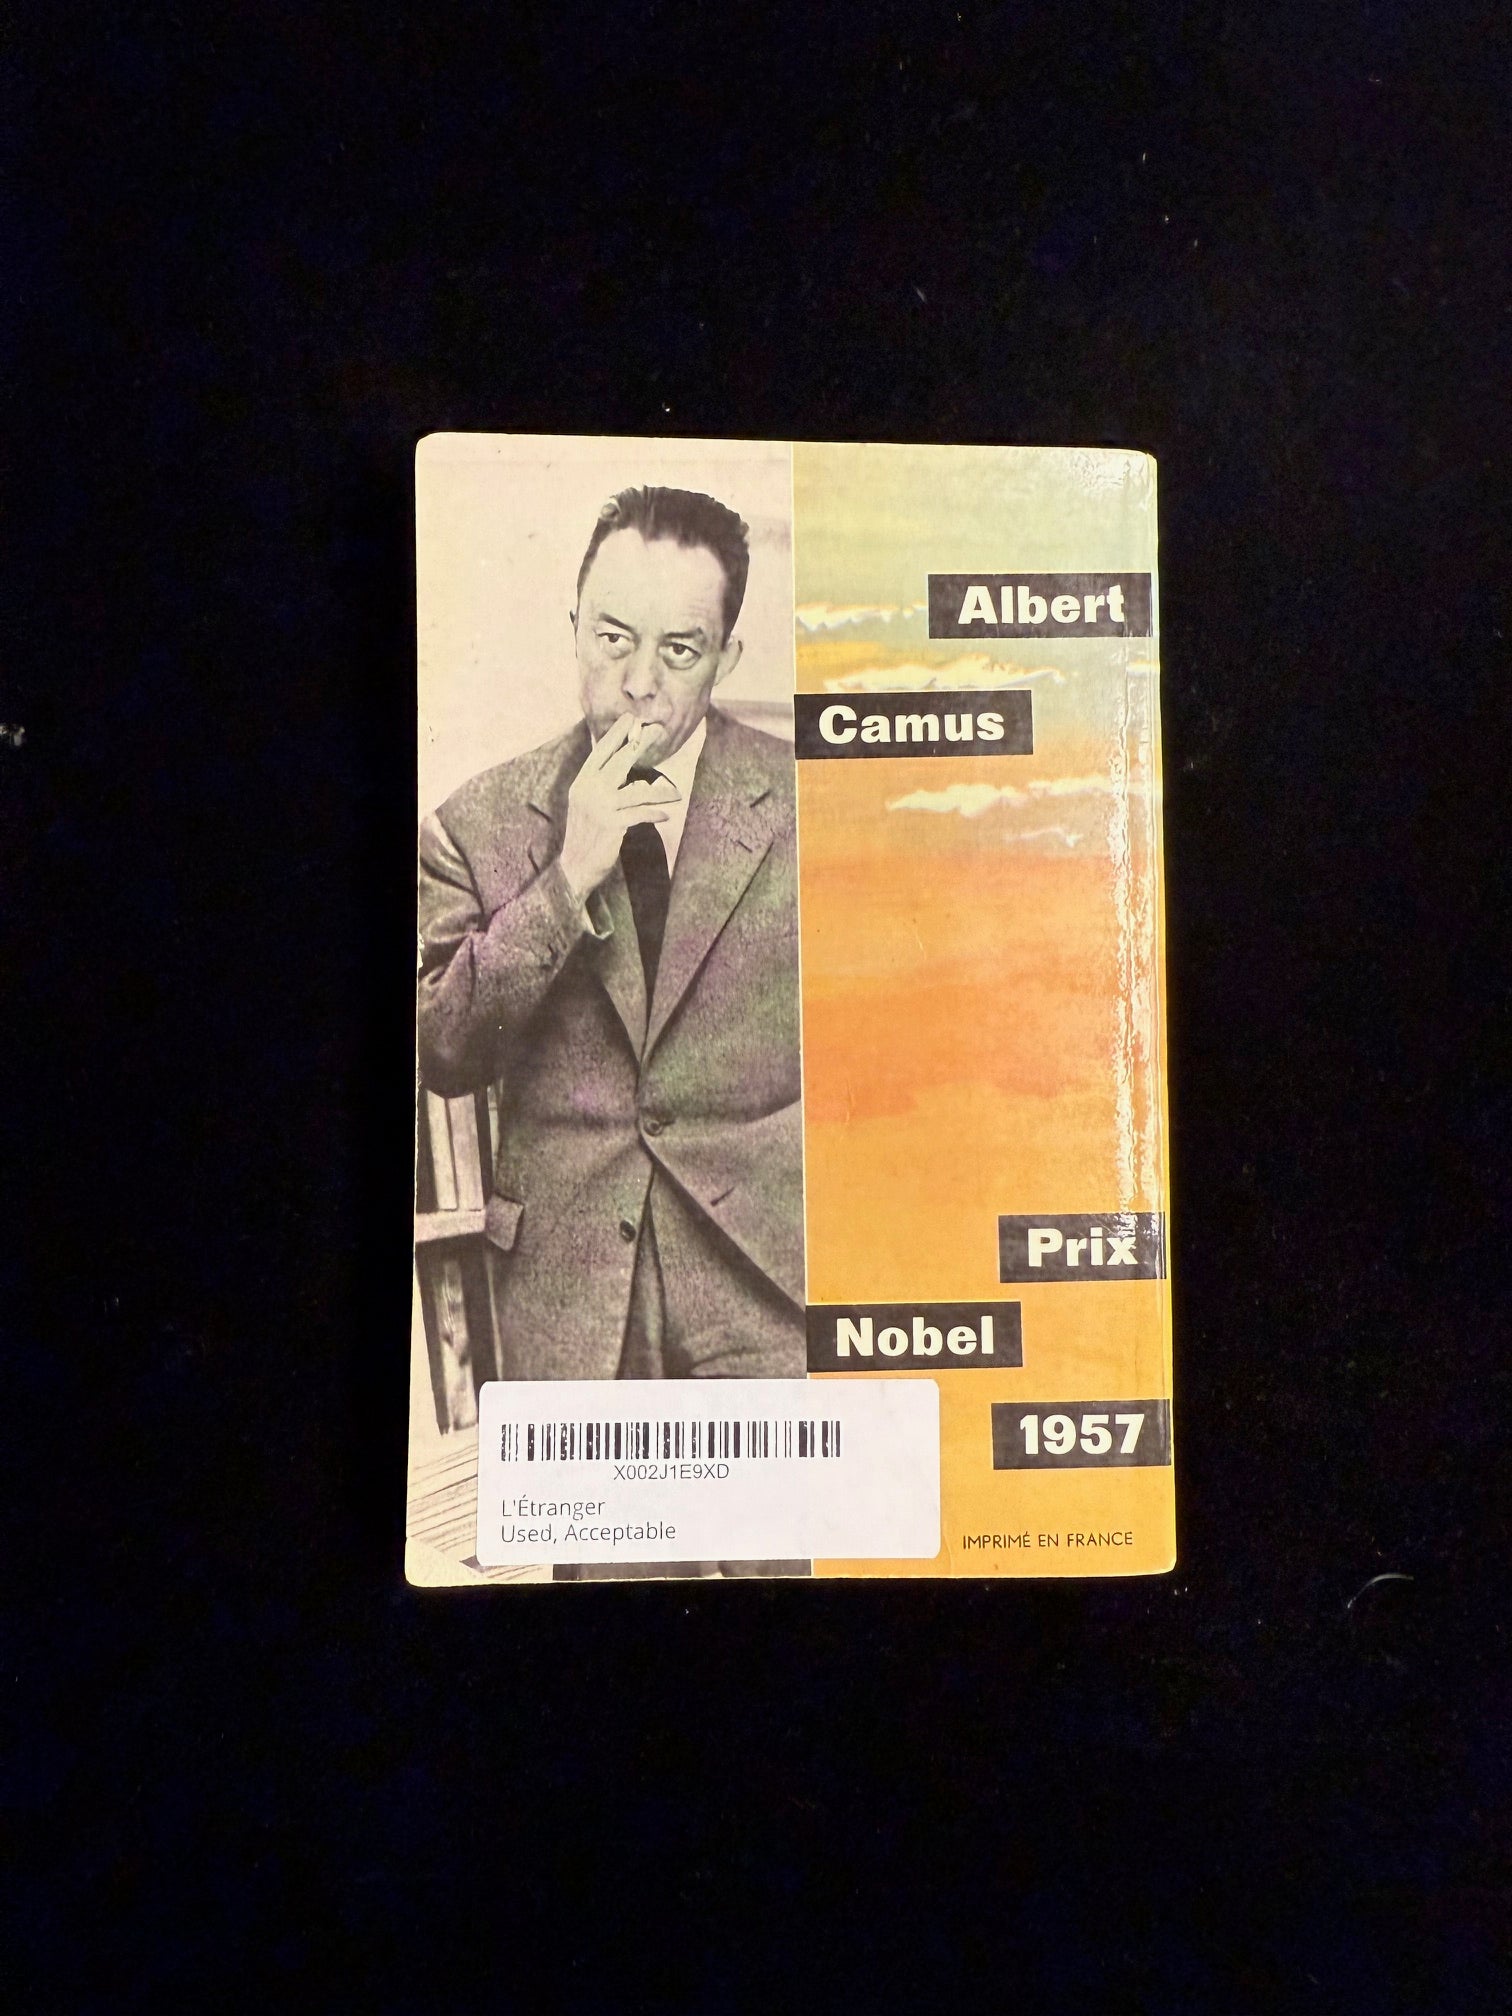 Albert
Camus
Prix
Nobel
1957
X002J1E9XD
L'Étranger
Used, Acceptable
IMPRIMÉ EN FRANCE